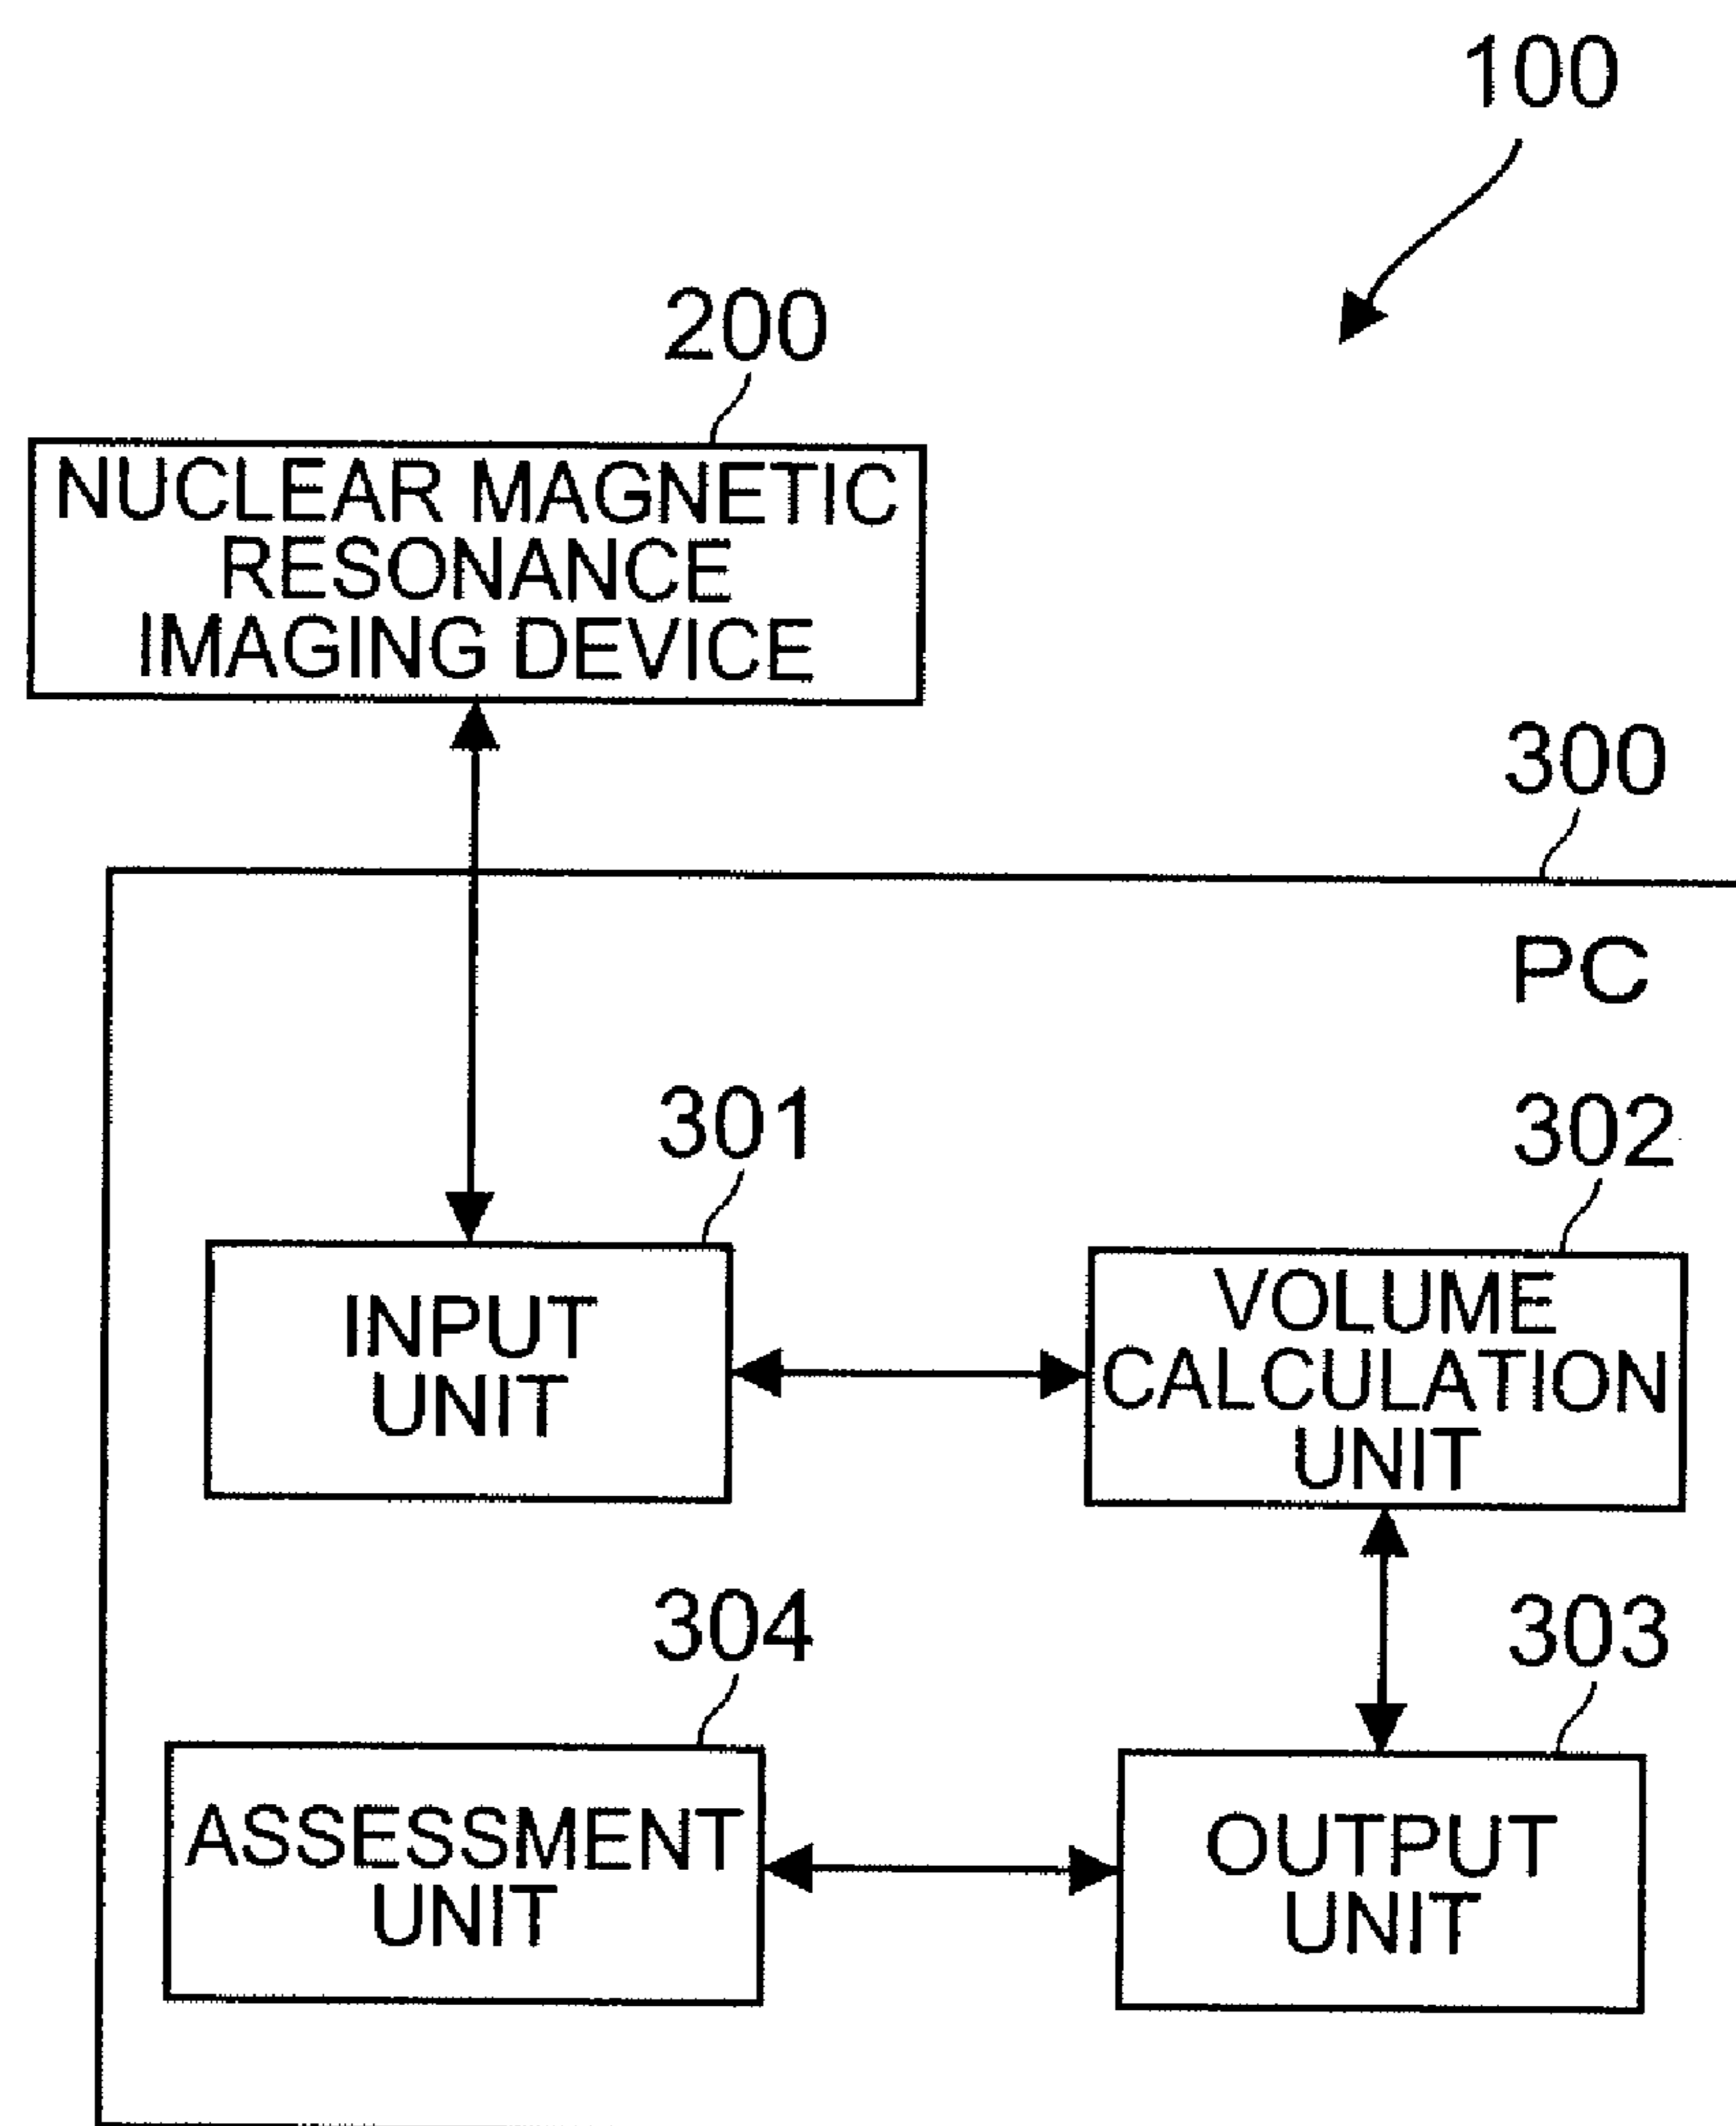 100
200
NUCLEAR MAGNETIC
RESONANCE
IMAGING DEVICE
300
PC
301
INPUT
UNIT
302
VOLUME
CALCULATION
UNIT
304
ASSESSMENT
UNIT
303
OUTPUT
UNIT